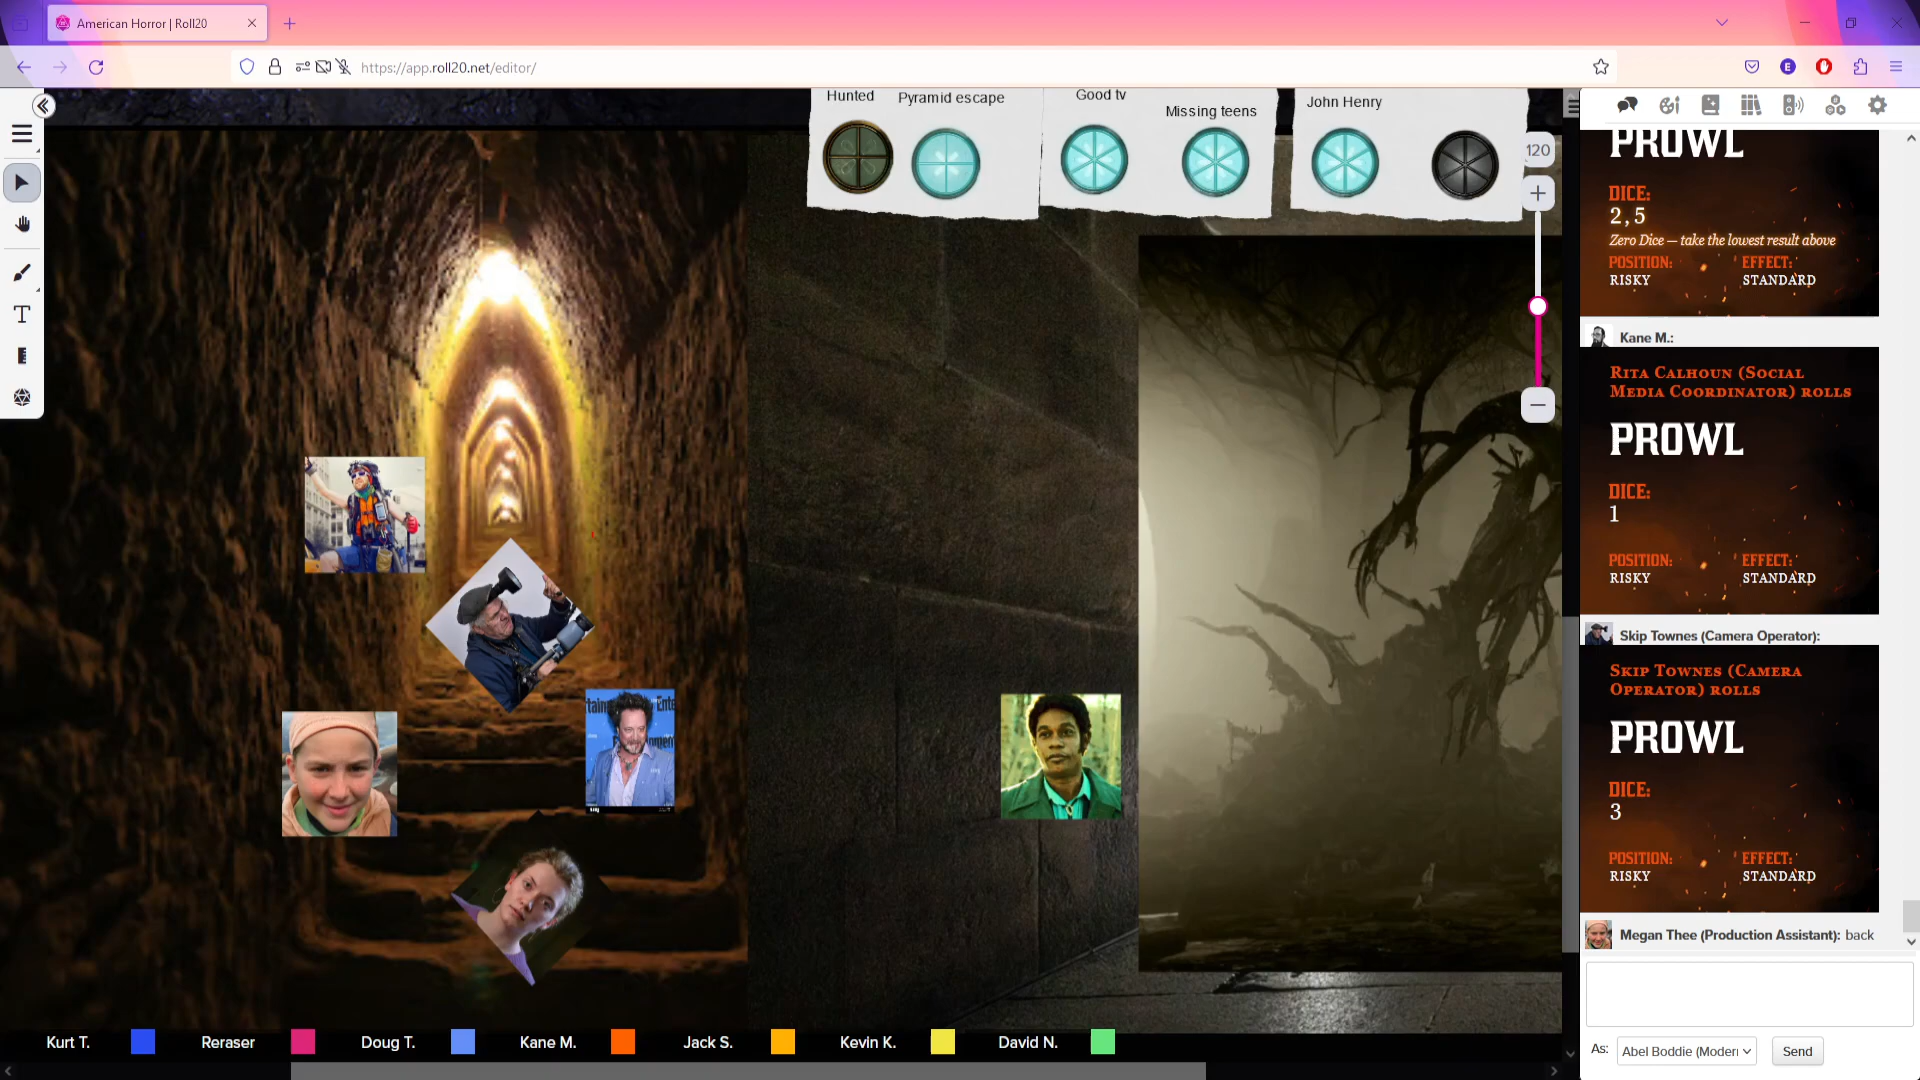 American Horror | Roll20
https://app.roll20.net/editor/
Hunted
Pyramid escape
Good tv
Missing teens
John Henry
120
PROWL
DICE:
2, 5
Zero Dice — take the lowest result above
POSITION: EFFECT:
RISKY STANDARD
Kane M.:
Rita Calhoun (Social
Media Coordinator) rolls
PROWL
DICE:
1
POSITION: EFFECT:
RISKY STANDARD
Skip Townes (Camera Operator):
Skip Townes (Camera
Operator) rolls
PROWL
DICE:
3
POSITION: EFFECT:
RISKY STANDARD
Megan Thee (Production Assistant): back
As: Abel Boddie (Modern Send
Kurt T. Reraser Doug T. Kane M. Jack S. Kevin K. David N.